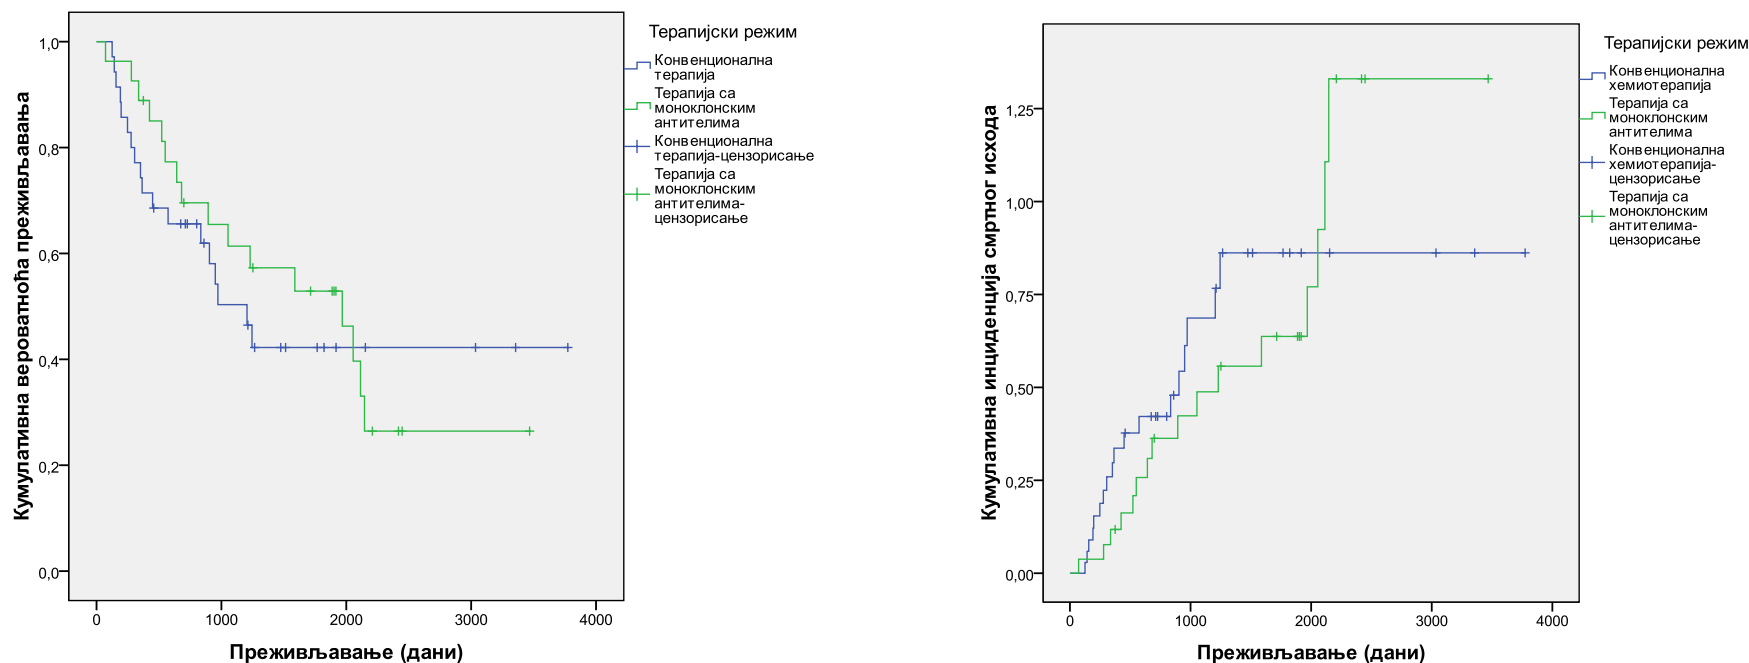 Кумулативна вероватноћа преживљавања
1,0
0,8
0,6
0,4
0,2
0,0
0
1000
2000
3000
4000
Преживљавање (дани)
Терапијски режим
Конвенционална
терапија
Терапија са
моноклонским
антителима
Конвенционална
терапија-цензорисање
Терапија са
моноклонским
антителима-
цензорисање
Кумулативна инциденција смртног исхода
1,25
1,00
0,75
0,50
0,25
0,00
0
1000
2000
3000
4000
Преживљавање (дани)
Терапијски режим
Конвенционална
хемиотерапија
Терапија са
моноклонским
антителима
Конвенционална
хемиотерапија-
цензорисање
Терапија са
моноклонским
антителима-
цензорисање